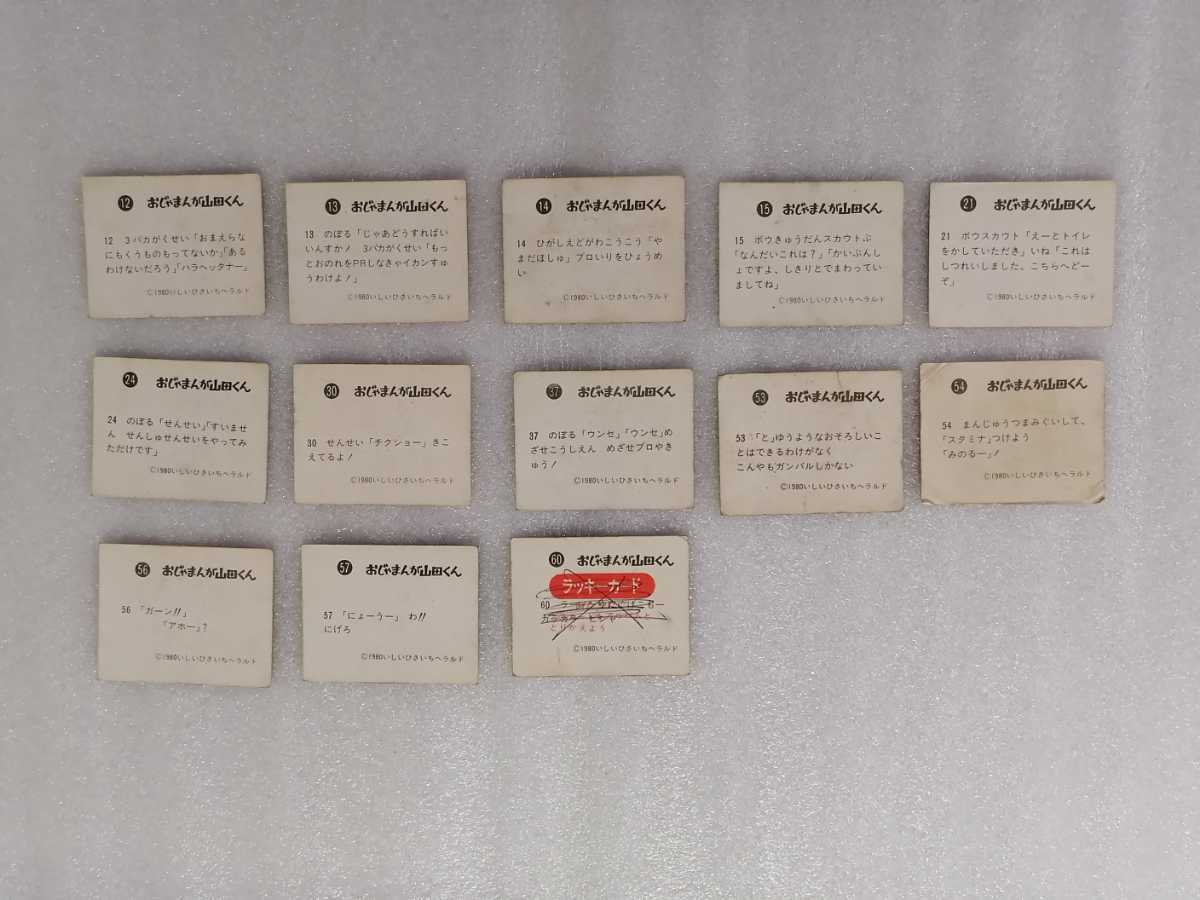 12 おじゃまんが山田くん
12 3バカがくせい「おまえらな
にもくうものもってないか」「ある
わけないだろう」「ハラヘッタナー」
©1980いしいひさいちヘラルド
13 おじゃまんが山田くん
13 のぼる「じゃあどうすればい
いんすか! 3バカがくせい「もっ
とおのれをPRしなきゃイカンすゅ
うわけよ!」
©1980いしいひさいちヘラルド
14 おじゃまんが山田くん
14 ひがしえどがわこうこう「や
まだほしゅ」プロいりをひょうめ
い
©1980いしいひさいちヘラルド
15 おじゃまんが山田くん
15 ボウきゅうだんスカウトぶ
「なんだいこれは?」「かいぶんし
ょですよ、しきりとでまわってい
ましてね」
©1980いしいひさいちヘラルド
21 おじゃまんが山田くん
21 ボウスカウト「えーとトイレ
をかしていただき」いね「これは
しつれいしました。こちらへどー
ぞ」
©1980いしいひさいちヘラルド
24 おじゃまんが山田くん
24 のぼる「せんせい」「すいませ
ん せんしゅせんせいをやってみ
ただけです」
©1980いしいひさいちヘラルド
30 おじゃまんが山田くん
30 せんせい「チクショー」きこ
えてるよ!
©1980いしいひさいちヘラルド
37 おじゃまんが山田くん
37 のぼる「ウンセ」「ウンセ」め
ざせこうしえん めざせプロやき
ゅう!
©1980いしいひさいちヘラルド
53 おじゃまんが山田くん
53 「と」ゆうようなおそろしいこ
とはできるわけがなく
こんやもガンバルしかない
©1980いしいひさいちヘラルド
54 おじゃまんが山田くん
54 まんじゅうつまみぐいして、
「スタミナ」つけよう
「みのるー」!
©1980いしいひさいちヘラルド
56 おじゃまんが山田くん
56 「ガーン!!」
「アホー」?
©1980いしいひさいちヘラルド
57 おじゃまんが山田くん
57 「にょーうー」 わ!!
にげろ
©1980いしいひさいちヘラルド
60 おじゃまんが山田くん
ラッキーカード
60
とりかえよう
©1980いしいひさいちヘラルド